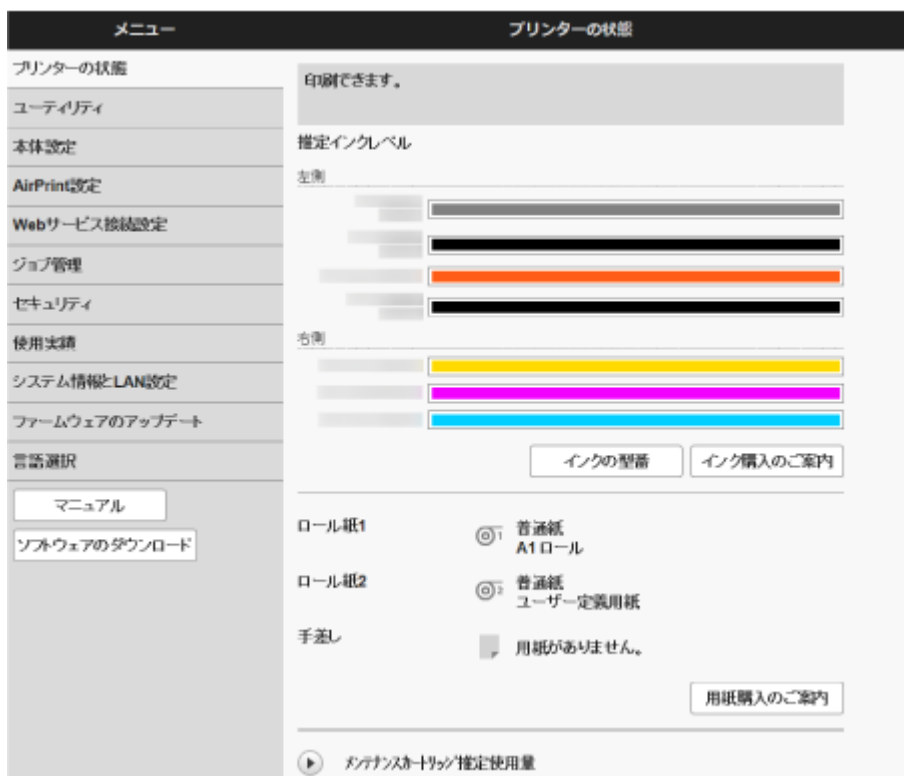 メニュー
プリンターの状態
プリンターの状態
ユーティリティ
本体設定
AirPrint設定
Webサービス接続設定
ジョブ管理
セキュリティ
使用実績
システム情報とLAN設定
ファームウェアのアップデート
言語選択
マニュアル
ソフトウェアのダウンロード
印刷できます。
推定インクレベル
左側
右側
インクの型番
インク購入のご案内
ロール紙1
1
普通紙
A1 ロール
ロール紙2
2
普通紙
ユーザー定義用紙
手差し
用紙がありません。
用紙購入のご案内
メンテナンスカートリッジ推定使用量